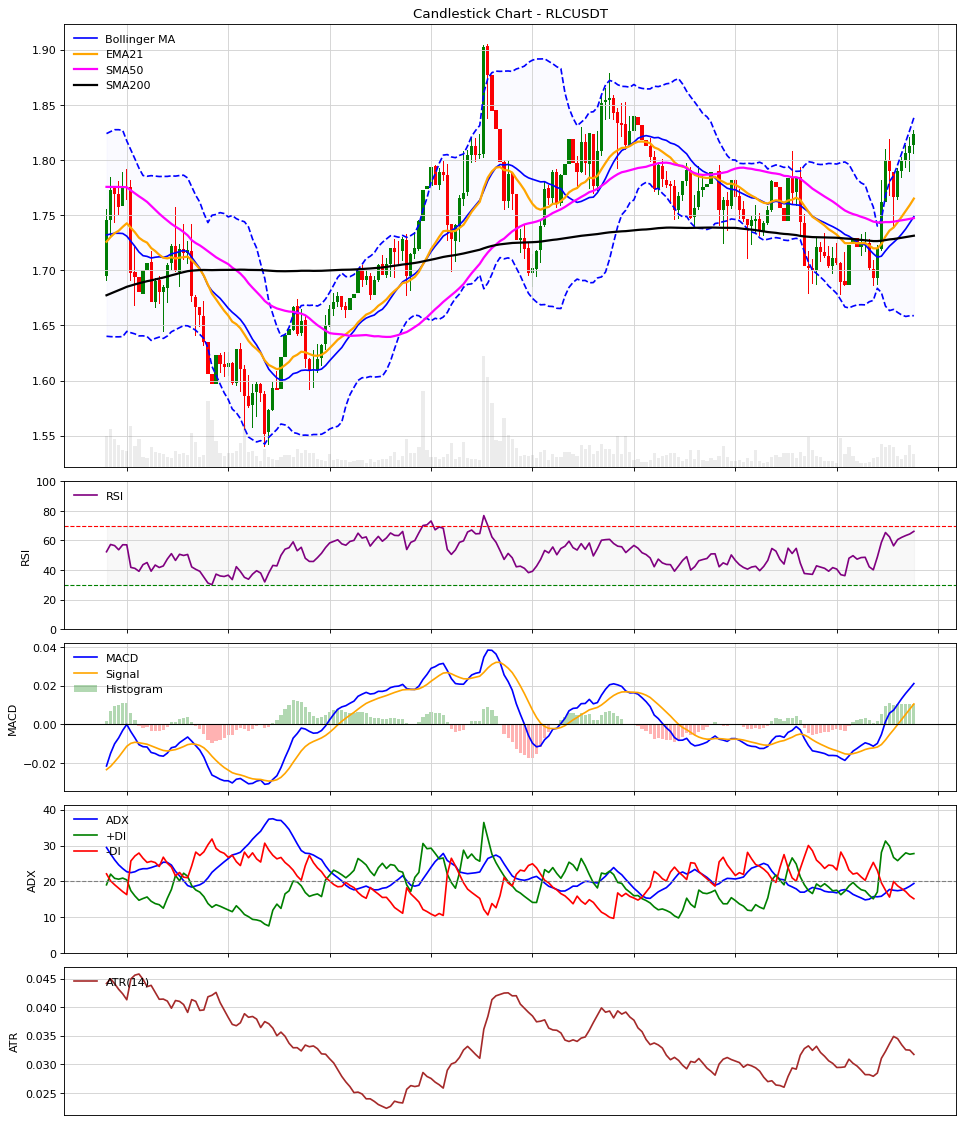 Candlestick Chart - RLCUSDT
Bollinger MA
EMA21
SMA50
SMA200
1.90
1.85
1.80
1.75
1.70
1.65
1.60
1.55
RSI
RSI
100
80
60
40
20
0
MACD
Signal
Histogram
MACD
0.04
0.02
0.00
−0.02
ADX
+DI
-DI
ADX
40
30
20
10
0
ATR(14)
ATR
0.045
0.040
0.035
0.030
0.025